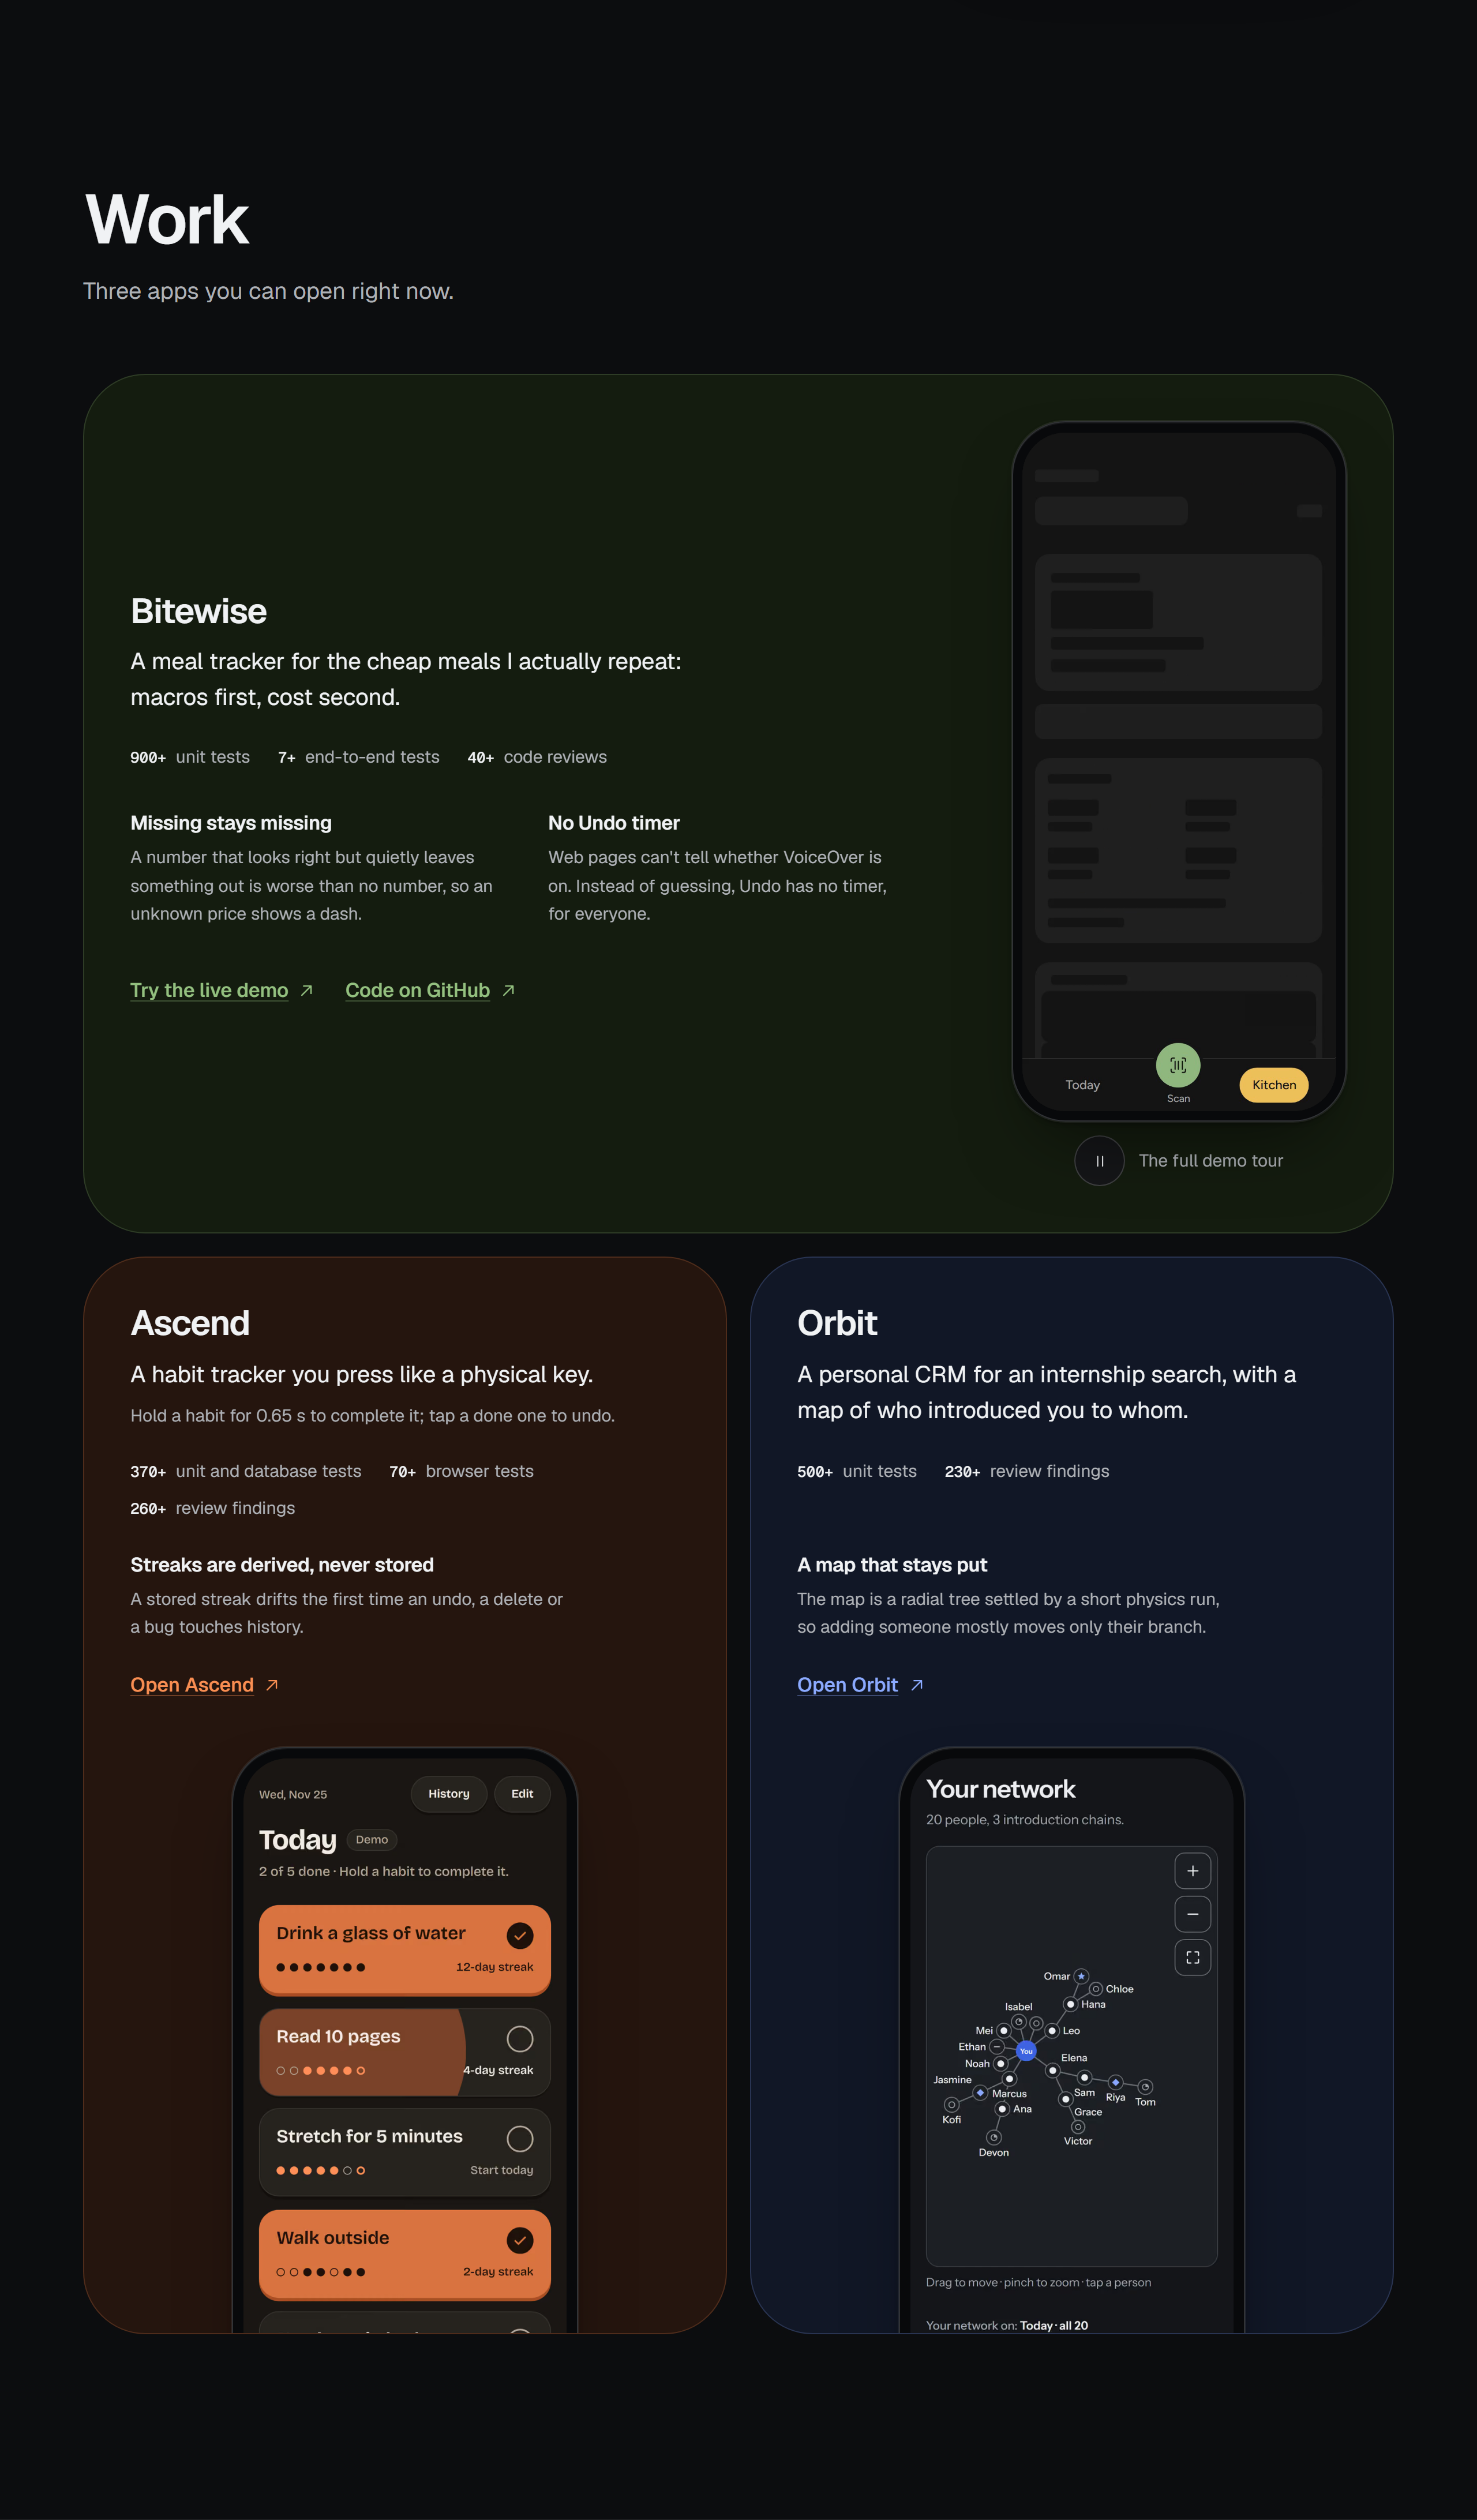 Work
Three apps you can open right now.
Bitewise
A meal tracker for the cheap meals I actually repeat:
macros first, cost second.
900+ unit tests 7+ end-to-end tests 40+ code reviews
Missing stays missing
A number that looks right but quietly leaves
something out is worse than no number, so an
unknown price shows a dash.
No Undo timer
Web pages can't tell whether VoiceOver is
on. Instead of guessing, Undo has no timer,
for everyone.
Try the live demo Code on GitHub
Today
Scan
Kitchen
The full demo tour
Ascend
A habit tracker you press like a physical key.
Hold a habit for 0.65 s to complete it; tap a done one to undo.
370+ unit and database tests 70+ browser tests
260+ review findings
Streaks are derived, never stored
A stored streak drifts the first time an undo, a delete or
a bug touches history.
Open Ascend
Wed, Nov 25
History
Edit
Today
Demo
2 of 5 done · Hold a habit to complete it.
Drink a glass of water
12-day streak
Read 10 pages
4-day streak
Stretch for 5 minutes
Start today
Walk outside
2-day streak
Orbit
A personal CRM for an internship search, with a
map of who introduced you to whom.
500+ unit tests 230+ review findings
A map that stays put
The map is a radial tree settled by a short physics run,
so adding someone mostly moves only their branch.
Open Orbit
Your network
20 people, 3 introduction chains.
Omar
Chloe
Hana
Isabel
Mei
Leo
Ethan
You
Noah
Elena
Jasmine
Marcus
Sam
Riya
Tom
Kofi
Ana
Grace
Victor
Devon
Drag to move · pinch to zoom · tap a person
Your network on: Today · all 20